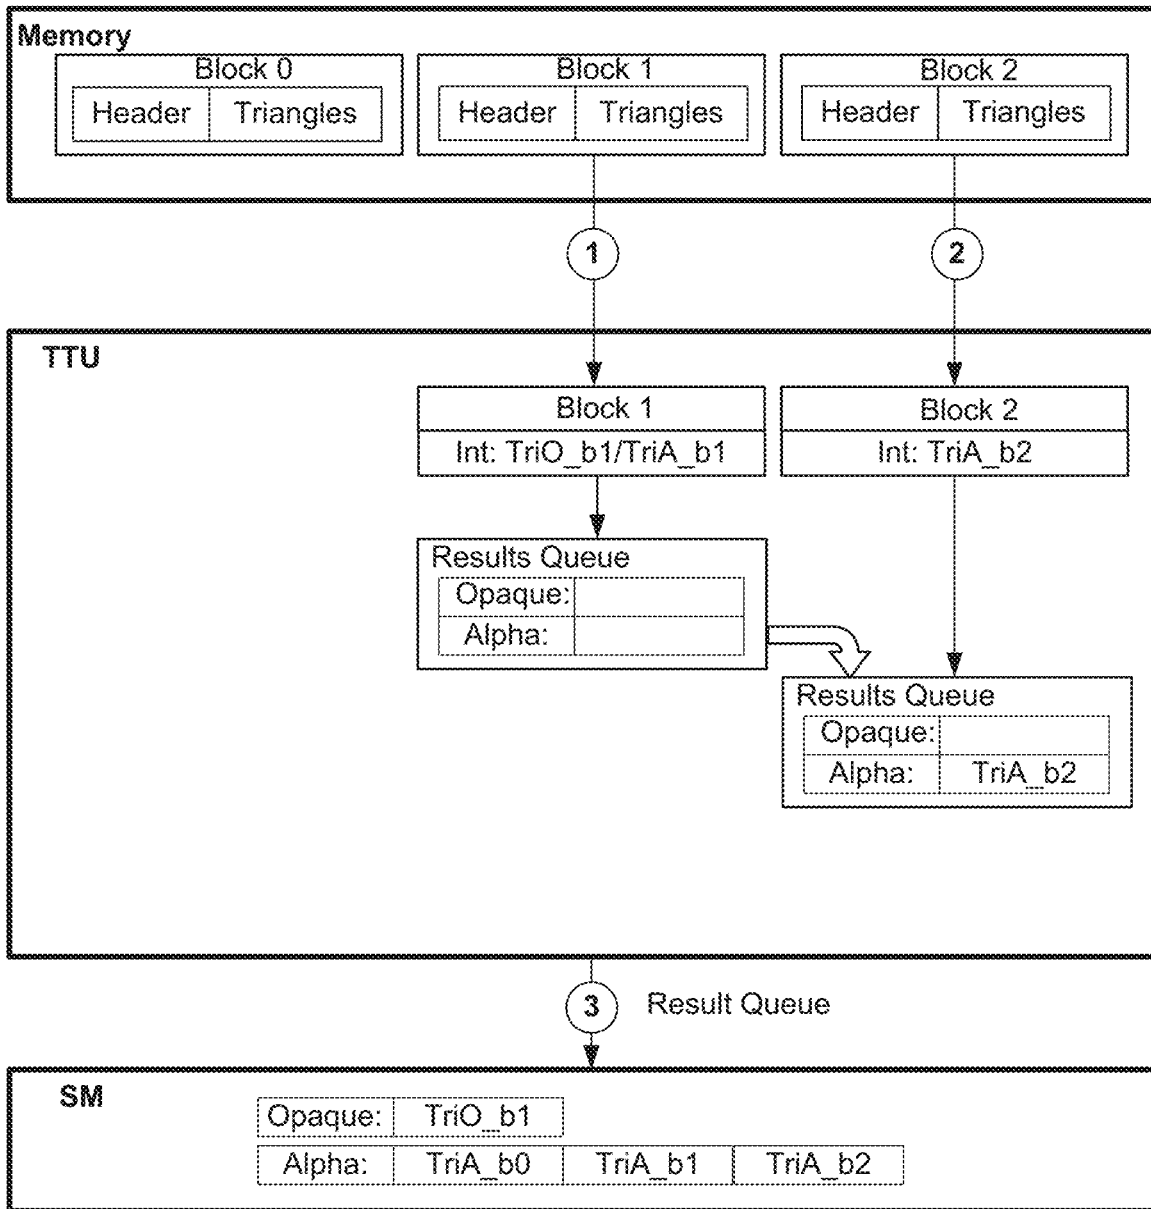 Memory
Block 0 Block 1 Block 2
Header Triangles Header Triangles Header Triangles
1 2
TTU
Block 1 Block 2
Int: TriO_b1/TriA_b1 Int: TriA_b2
Results Queue
Opaque:
Alpha:
Results Queue
Opaque:
Alpha: TriA_b2
3 Result Queue
SM
Opaque: TriO_b1
Alpha: TriA_b0 TriA_b1 TriA_b2